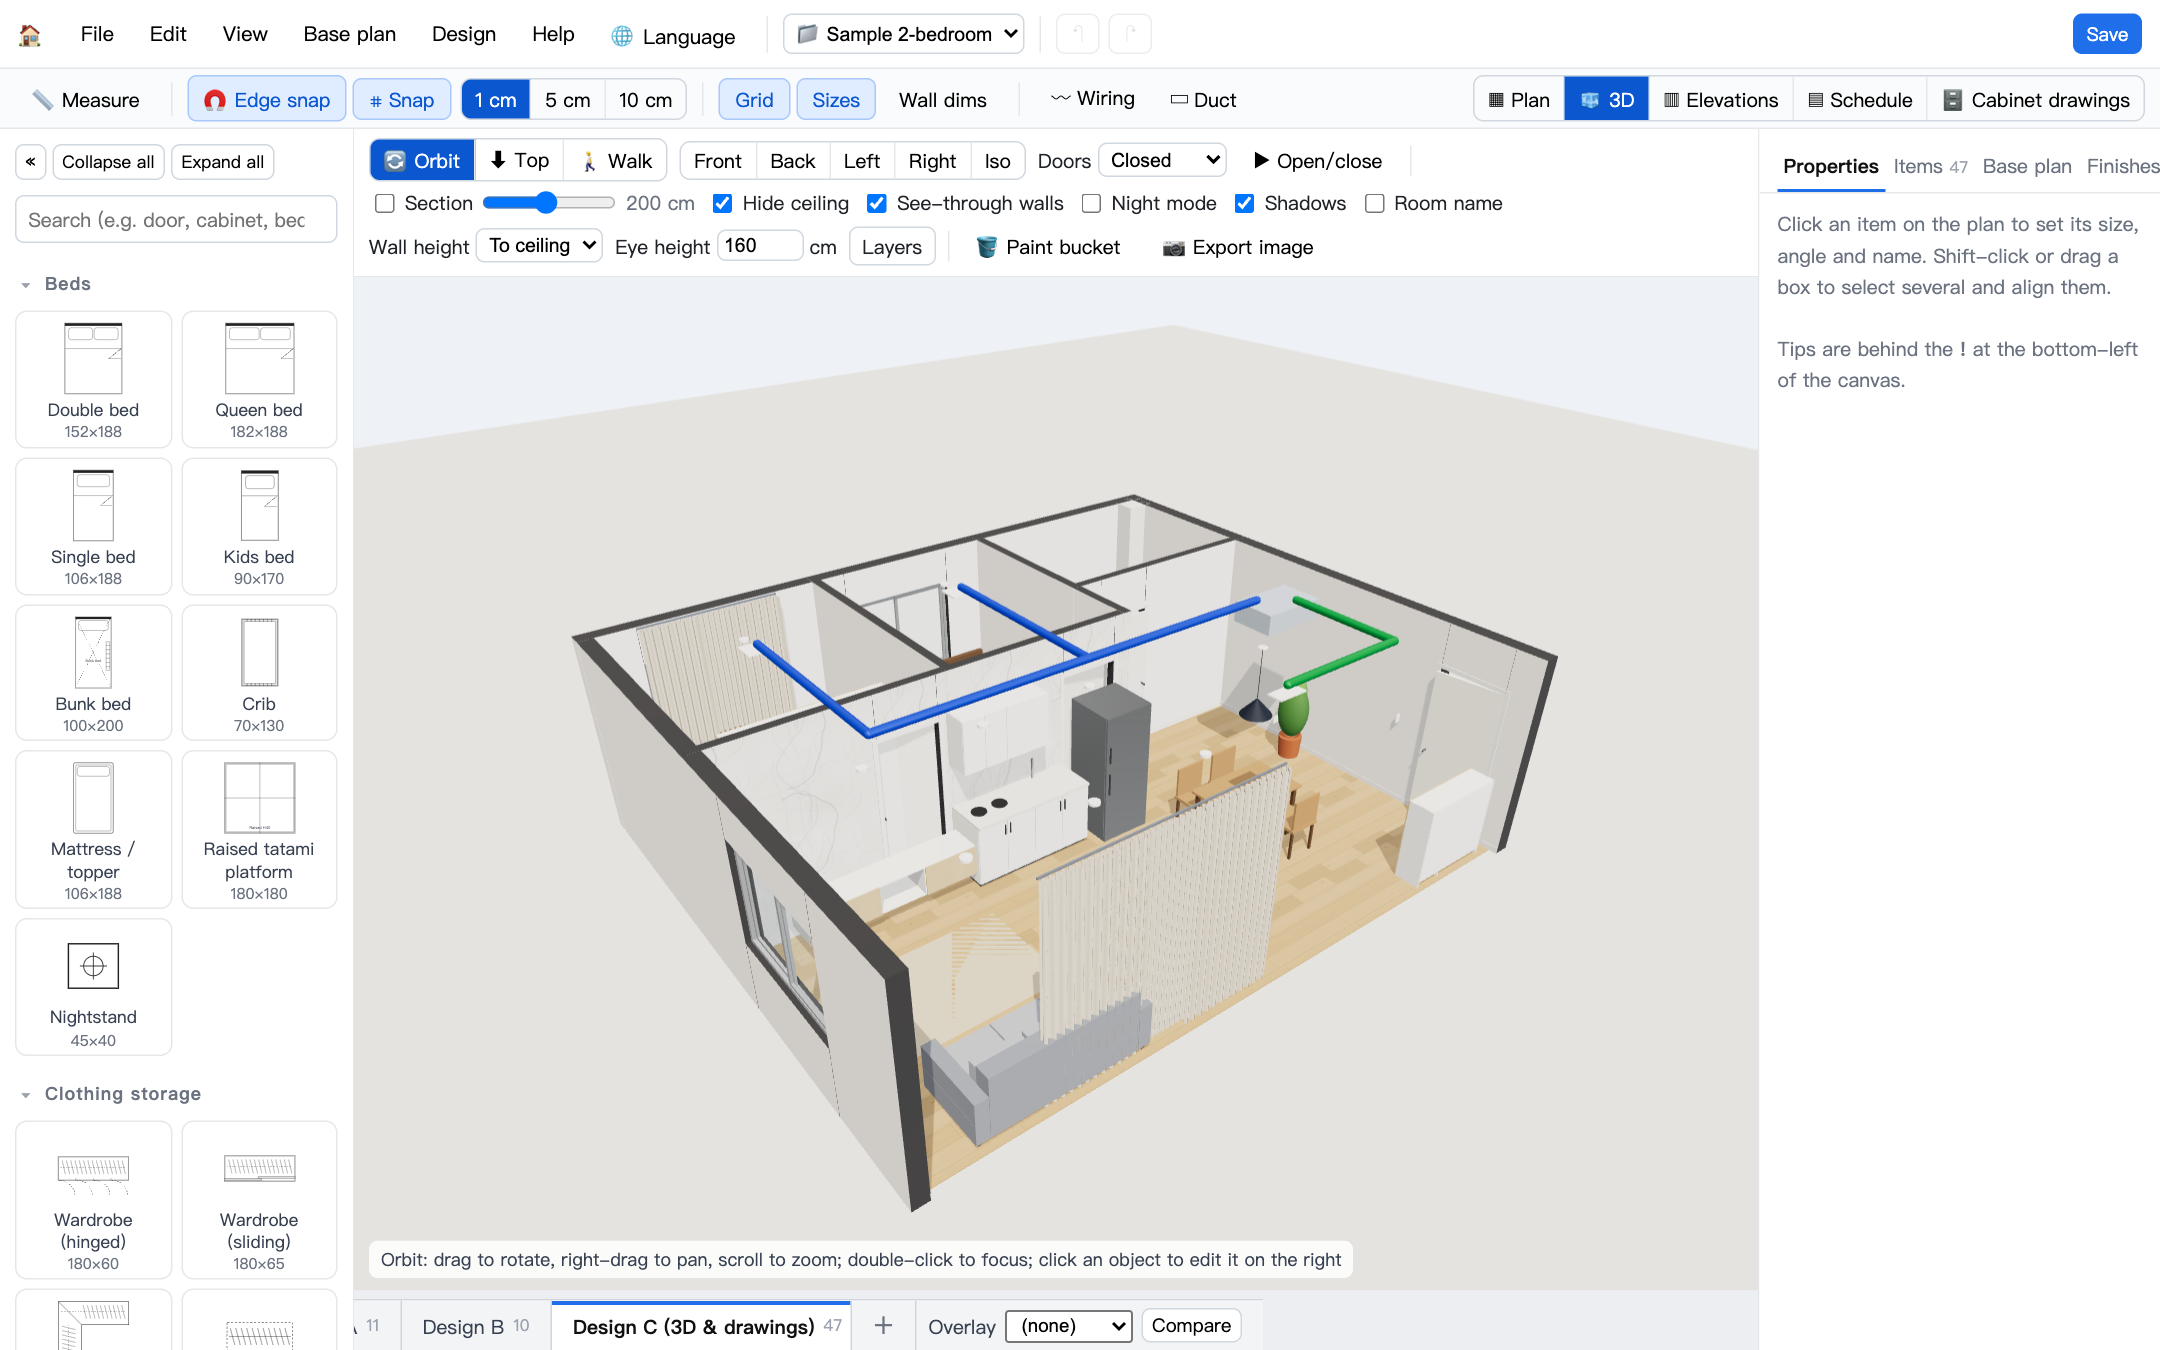 File Edit View Base plan Design Help Language Sample 2-bedroom Save
Measure Edge snap # Snap 1 cm 5 cm 10 cm Grid Sizes Wall dims Wiring Duct Plan 3D Elevations Schedule Cabinet drawings
« Collapse all Expand all
Search (e.g. door, cabinet, bec
Beds
Double bed
152×188
Queen bed
182×188
Single bed
106×188
Kids bed
90×170
Bunk bed
100×200
Crib
70×130
Mattress /
topper
106×188
Raised tatami
platform
180×180
Nightstand
45×40
Clothing storage
Wardrobe
(hinged)
180×60
Wardrobe
(sliding)
180×65
Orbit Top Walk Front Back Left Right Iso Doors Closed Open/close
Section 200 cm Hide ceiling See-through walls Night mode Shadows Room name
Wall height To ceiling Eye height 160 cm Layers Paint bucket Export image
Orbit: drag to rotate, right-drag to pan, scroll to zoom; double-click to focus; click an object to edit it on the right
11 Design B 10 Design C (3D & drawings) 47 + Overlay (none) Compare
Properties Items 47 Base plan Finishes
Click an item on the plan to set its size,
angle and name. Shift-click or drag a
box to select several and align them.
Tips are behind the ! at the bottom-left
of the canvas.